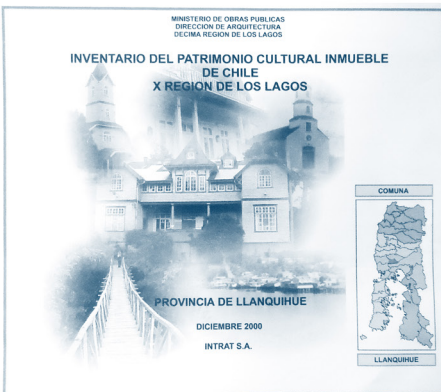 MINISTERIO DE OBRAS PUBLICAS
DIRECCION DE ARQUITECTURA
DECIMA REGION DE LOS LAGOS
INVENTARIO DEL PATRIMONIO CULTURAL INMUEBLE
DE CHILE
X REGION DE LOS LAGOS
COMUNA
PROVINCIA DE LLANQUIHUE
DICIEMBRE 2000
INTRAT S.A.
LLANQUIHUE